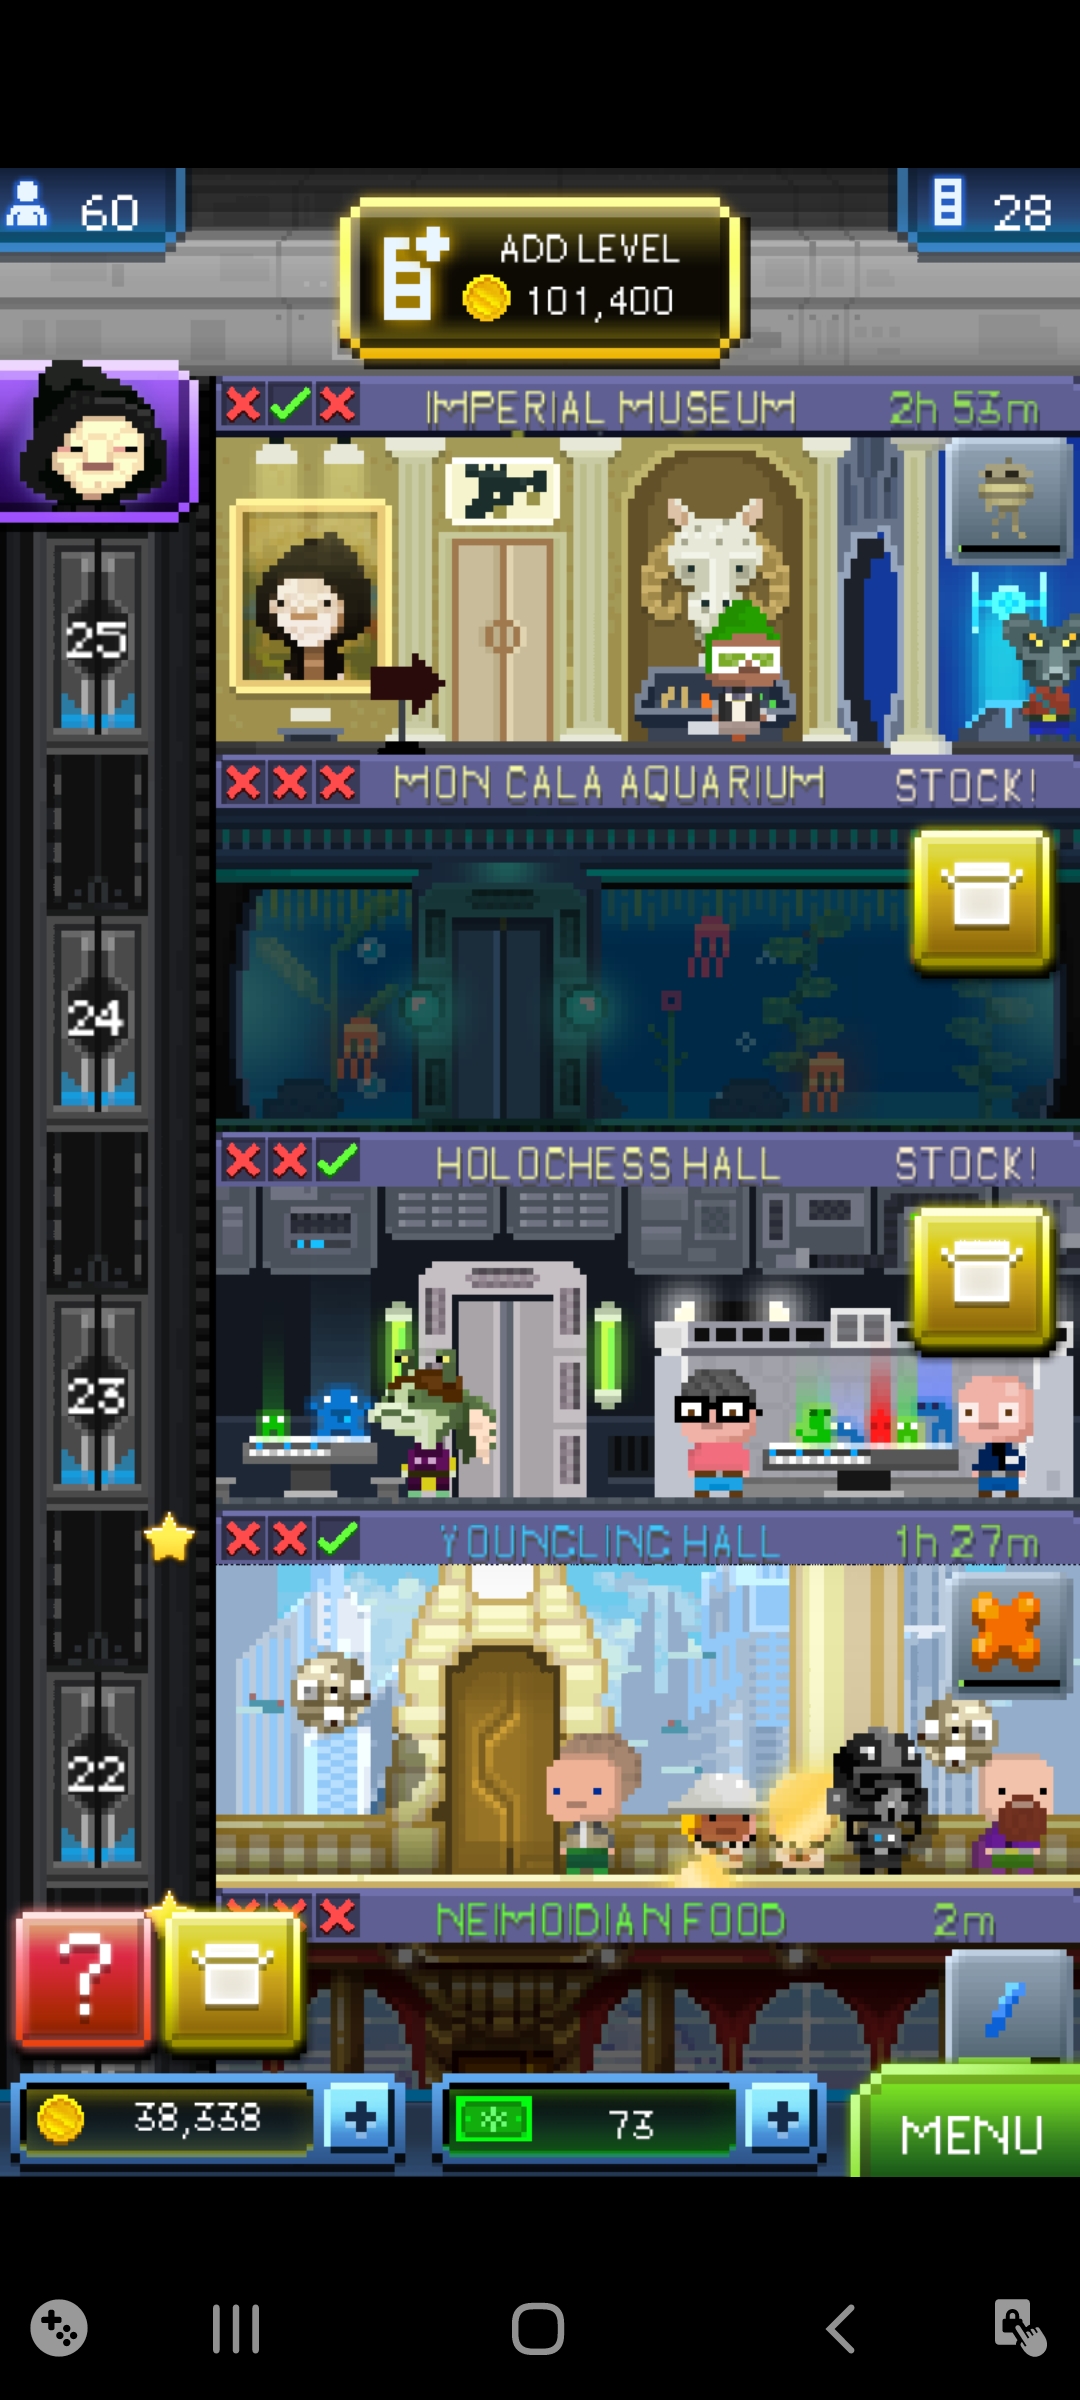 60
28
ADD LEVEL
101,400
IMPERIAL MUSEUM 2h 53m
25
MON CALA AQUARIUM STOCK!
24
HOLOCHESS HALL STOCK!
23
YOUNGLING HALL 1h 27m
22
NEIMOIDIAN FOOD 2m
?
38,338
73
MENU